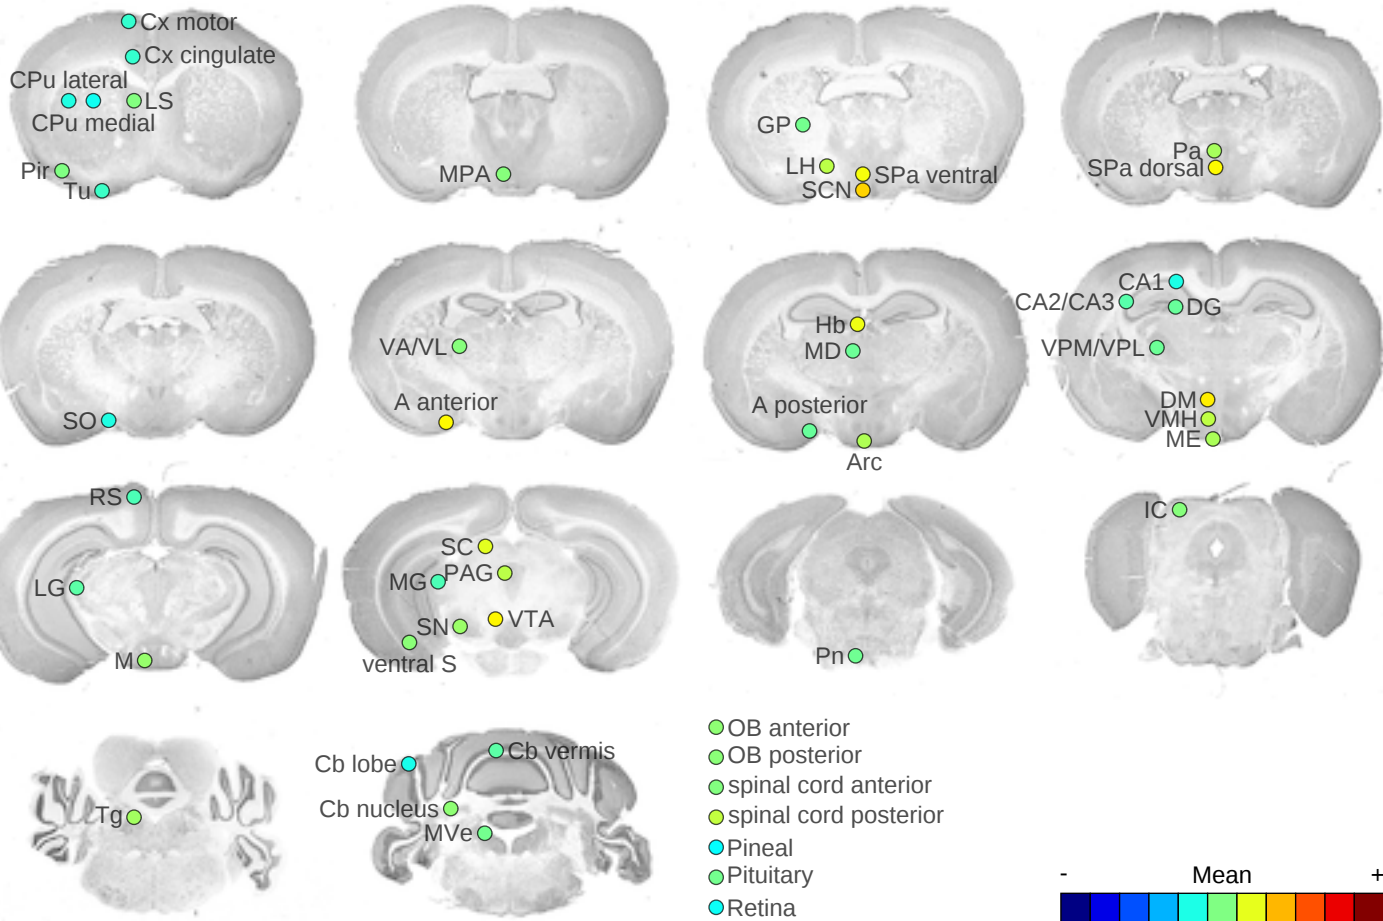 Cx motor
Cx cingulate
CPu lateral
LS
CPu medial
Pir
Tu
MPA
GP
LH
SPa ventral
SCN
Pa
SPa dorsal
SO
VA/VL
A anterior
Hb
MD
A posterior
Arc
CA1
CA2/CA3
DG
VPM/VPL
DM
VMH
ME
RS
LG
M
SC
PAG
MG
VTA
SN
ventral S
Pn
IC
Tg
Cb vermis
Cb lobe
Cb nucleus
MVe
OB anterior
OB posterior
spinal cord anterior
spinal cord posterior
Pineal
Pituitary
Retina
- Mean +